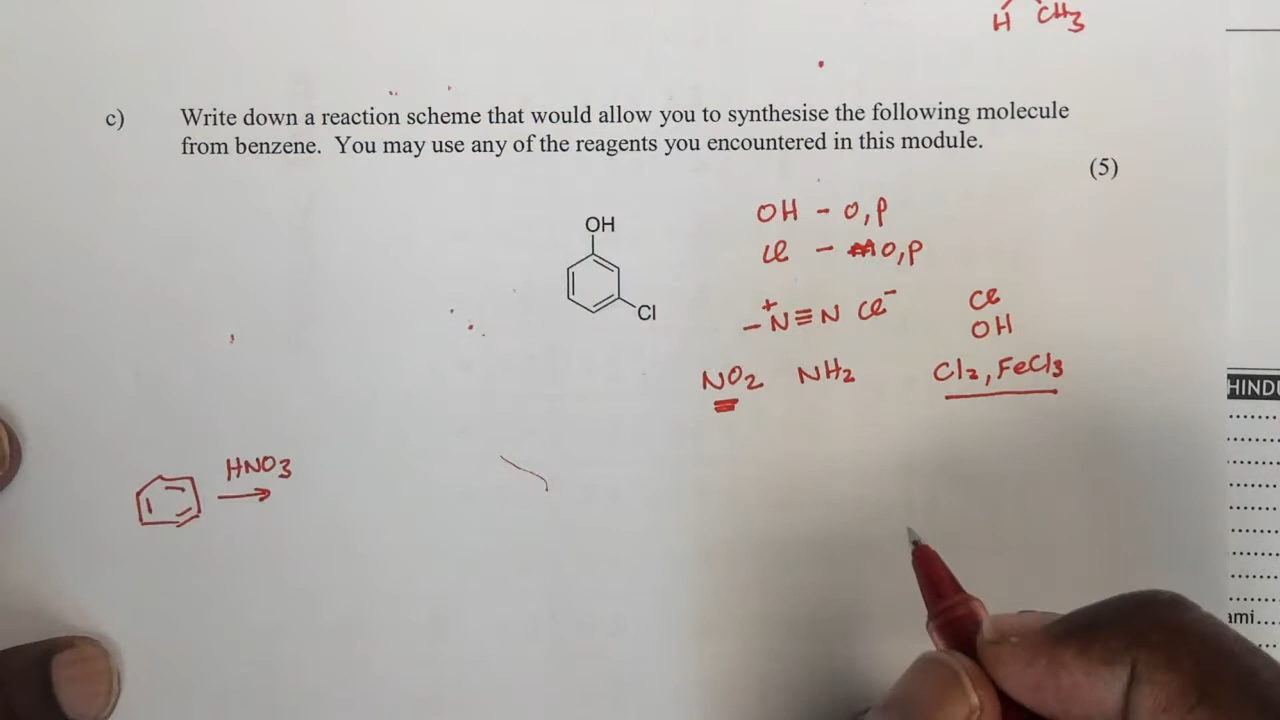 H CH3
c) Write down a reaction scheme that would allow you to synthesise the following molecule
from benzene. You may use any of the reagents you encountered in this module.
(5)
OH
Cl
OH - O,P
Cl - O,P
-N+≡N Cl-
Cl
OH
NO2 NH2 Cl2, FeCl3
HNO3
HINDU
ami....